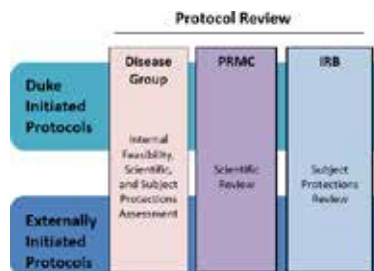 Protocol Review
Disease
Group
PRMC
IRB
Duke
Initiated
Protocols
Internal
Feasibility,
Scientific,
and Subject
Protections
Assessment
Scientific
Review
Subject
Protections
Review
Externally
Initiated
Protocols